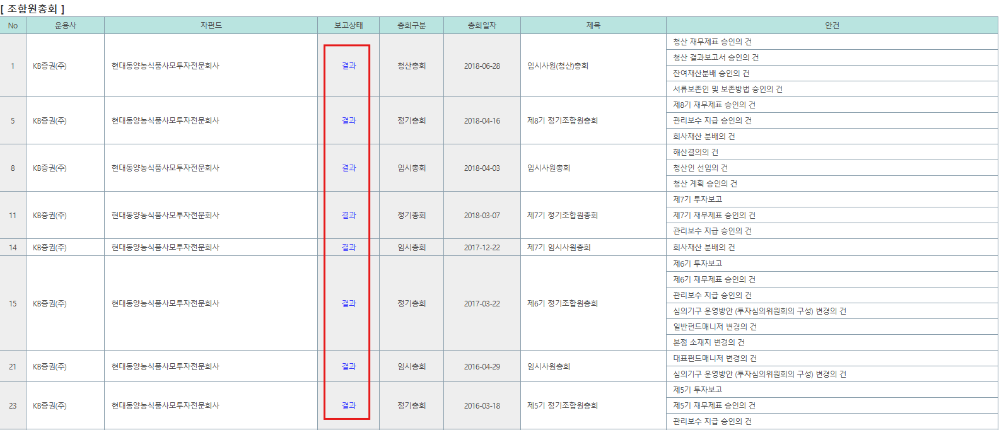 [ 조합원총회 ]
No 운용사 자펀드 보고상태 총회구분 총회일자 제목 안건
1 KB증권(주) 현대동양농식품사모투자전문회사 결과 청산총회 2018-06-28 임시사원(청산)총회
청산 재무제표 승인의 건
청산 결과보고서 승인의 건
잔여재산분배 승인의 건
서류보존인 및 보존방법 승인의 건
5 KB증권(주) 현대동양농식품사모투자전문회사 결과 정기총회 2018-04-16 제8기 정기조합원총회
제8기 재무제표 승인의 건
관리보수 지급 승인의 건
회사재산 분배의 건
8 KB증권(주) 현대동양농식품사모투자전문회사 결과 임시총회 2018-04-03 임시사원총회
해산결의의 건
청산인 선임의 건
청산 계획 승인의 건
11 KB증권(주) 현대동양농식품사모투자전문회사 결과 정기총회 2018-03-07 제7기 정기조합원총회
제7기 투자보고
제7기 재무제표 승인의 건
관리보수 지급 승인의 건
14 KB증권(주) 현대동양농식품사모투자전문회사 결과 임시총회 2017-12-22 제7기 임시사원총회 회사재산 분배의 건
15 KB증권(주) 현대동양농식품사모투자전문회사 결과 정기총회 2017-03-22 제6기 정기조합원총회
제6기 투자보고
제6기 재무제표 승인의 건
관리보수 지급 승인의 건
심의기구 운영방안 (투자심의위원회의 구성) 변경의 건
일반펀드매니저 변경의 건
본점 소재지 변경의 건
21 KB증권(주) 현대동양농식품사모투자전문회사 결과 임시총회 2016-04-29 임시사원총회
대표펀드매니저 변경의 건
심의기구 운영방안 (투자심의위원회의 구성) 변경의 건
23 KB증권(주) 현대동양농식품사모투자전문회사 결과 정기총회 2016-03-18 제5기 정기조합원총회
제5기 투자보고
제5기 재무제표 승인의 건
관리보수 지급 승인의 건